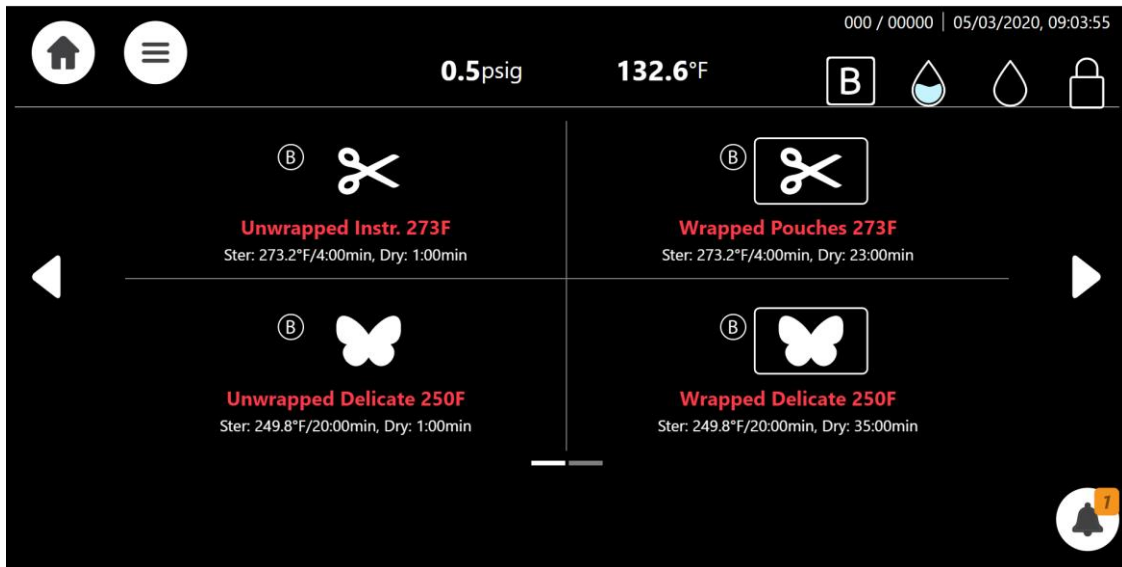 000 / 00000 | 05/03/2020, 09:03:55
0.5psig 132.6°F B
B
Unwrapped Instr. 273F
Ster: 273.2°F/4:00min, Dry: 1:00min
B
Wrapped Pouches 273F
Ster: 273.2°F/4:00min, Dry: 23:00min
B
Unwrapped Delicate 250F
Ster: 249.8°F/20:00min, Dry: 1:00min
B
Wrapped Delicate 250F
Ster: 249.8°F/20:00min, Dry: 35:00min
1